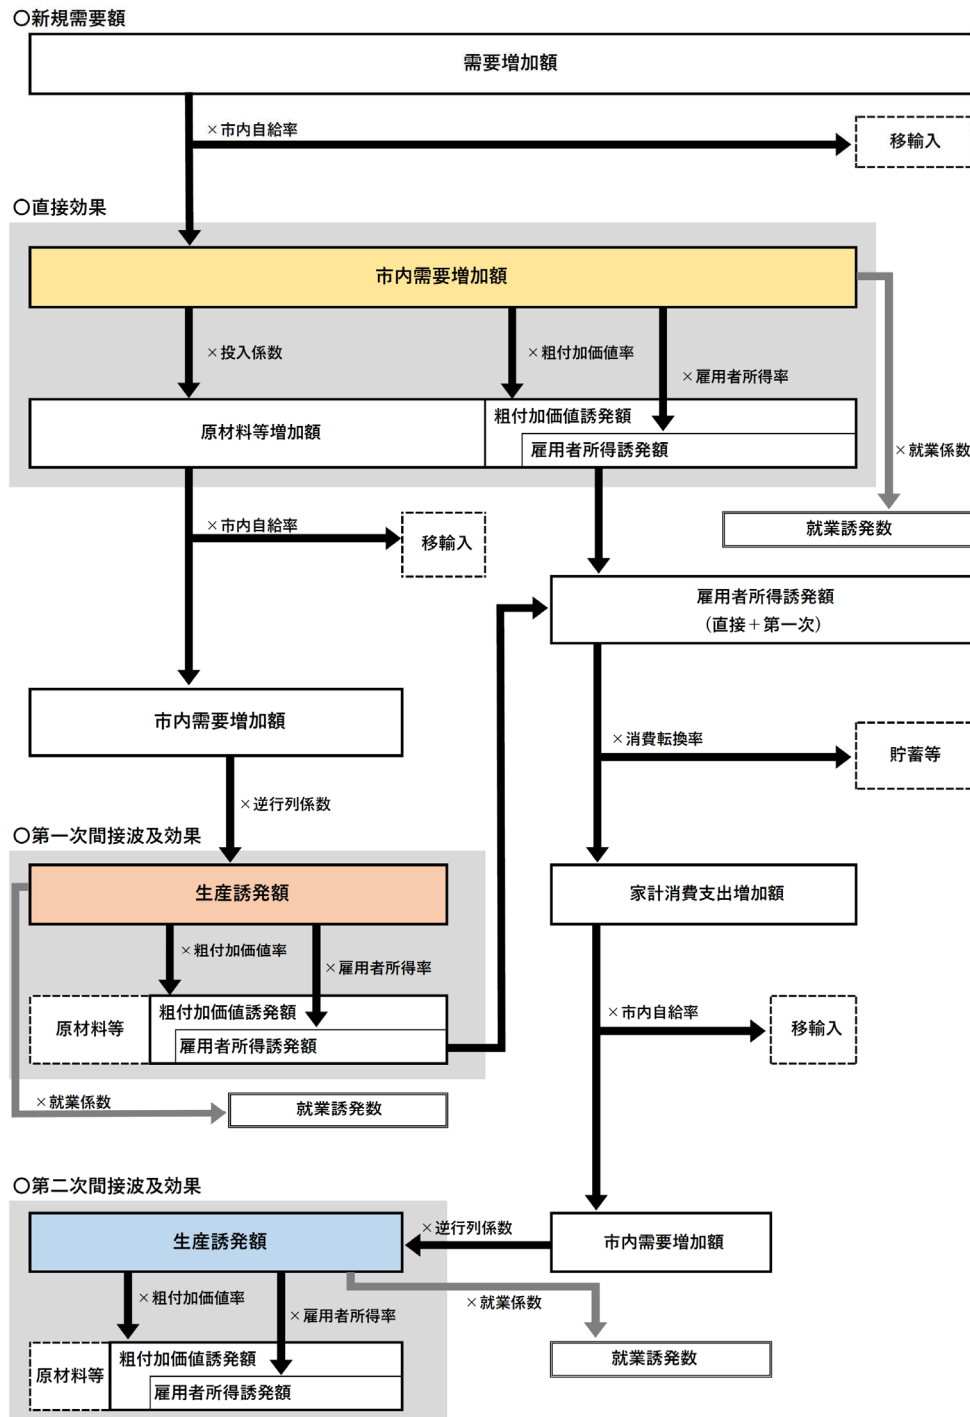 〇新規需要額
需要増加額
×市内自給率
移輸入
〇直接効果
市内需要増加額
×投入係数
×粗付加価値率
×雇用者所得率
原材料等増加額
粗付加価値誘発額
雇用者所得誘発額
×就業係数
×市内自給率
移輸入
就業誘発数
雇用者所得誘発額
(直接+第一次)
市内需要増加額
×消費転換率
貯蓄等
×逆行列係数
〇第一次間接波及効果
生産誘発額
家計消費支出増加額
×粗付加価値率
×雇用者所得率
原材料等
粗付加価値誘発額
雇用者所得誘発額
×市内自給率
移輸入
×就業係数
就業誘発数
〇第二次間接波及効果
生産誘発額
×逆行列係数
市内需要増加額
×粗付加価値率
×雇用者所得率
×就業係数
原材料等
粗付加価値誘発額
雇用者所得誘発額
就業誘発数